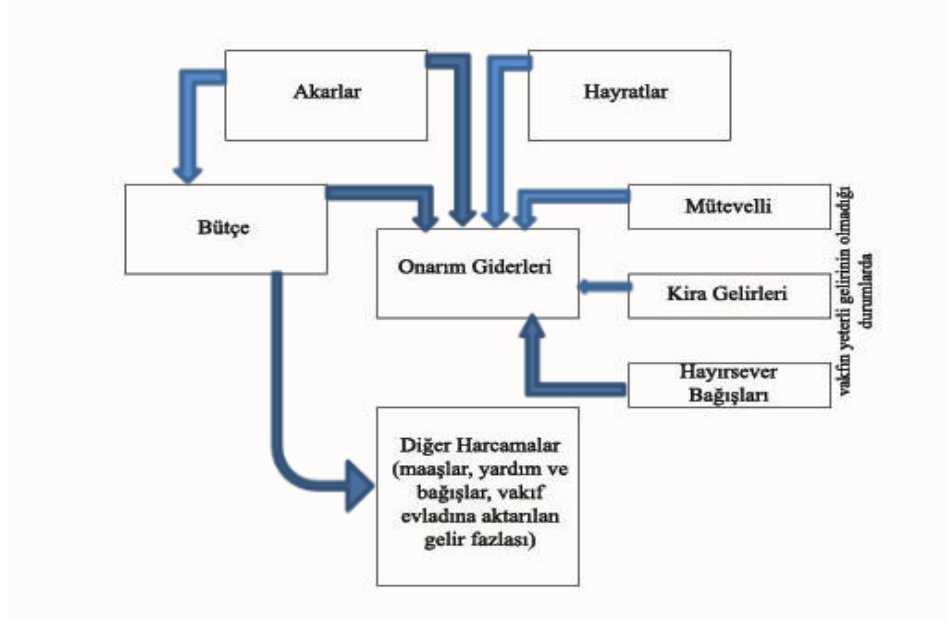 Akarlar
Hayratlar
Bütçe
Mütevelli
Onarım Giderleri
Kira Gelirleri
Hayırsever
Bağışları
vakfın yeterli gelirinin olmadığı
durumlarda
Diğer Harcamalar
(maaşlar, yardım ve
bağışlar, vakıf
evladına aktarılan
gelir fazlası)